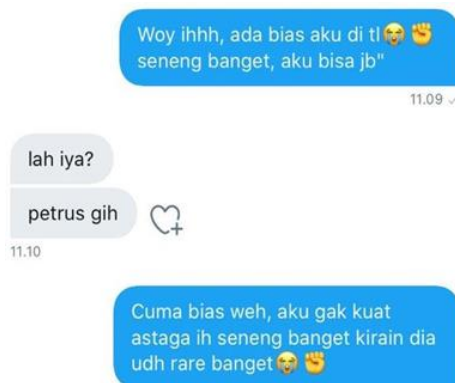 Woy ihhh, ada bias aku di tl😭✊
seneng banget, aku bisa jb"
11.09 ✓
lah iya?
petrus gih
11.10
Cuma bias weh, aku gak kuat
astaga ih seneng banget kirain dia
udh rare banget😭✊